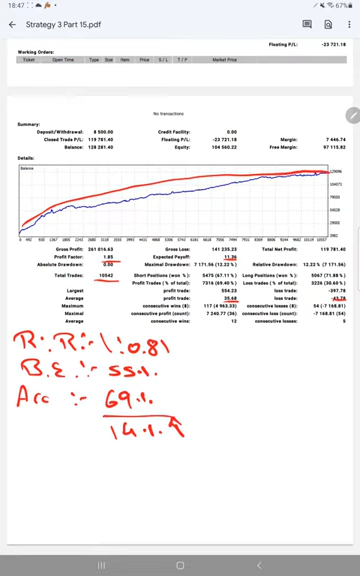 18:47
67%
Strategy 3 Part 15.pdf
Floating P/L: -23 721.18
Working Orders:
Ticket Open Time Type Size Item Price S / L T / P Market Price
No transactions
Summary:
Deposit/Withdrawal: 8 500.00 Credit Facility: 0.00
Closed Trade P/L: 119 781.40 Floating P/L: -23 721.18 Margin: 7 446.74
Balance: 128 281.40 Equity: 104 560.22 Free Margin: 97 115.82
Details:
Balance
Gross Profit: 261 016.63 Gross Loss: 141 235.23 Total Net Profit: 119 781.40
Profit Factor: 1.85 Expected Payoff: 11.36
Absolute Drawdown: 0.00 Maximal Drawdown: 7 171.56 (12.22 %) Relative Drawdown: 12.22 % (7 171.56)
Total Trades: 10542 Short Positions (won %): 5475 (67.11 %) Long Positions (won %): 5067 (71.88 %)
Profit Trades (% of total): 7316 (69.40 %) Loss trades (% of total): 3226 (30.60 %)
Largest profit trade: 554.23 loss trade: -397.78
Average profit trade: 35.68 loss trade: -43.78
Maximum consecutive wins ($): 117 (4 963.33) consecutive losses ($): 54 (-7 168.81)
Maximal consecutive profit (count): 7 240.77 (36) consecutive loss (count): -7 168.81 (54)
Average consecutive wins: 12 consecutive losses: 5
R:R:- 1:0.81
B.E :- 55%.
Acc :- 69%.
14%